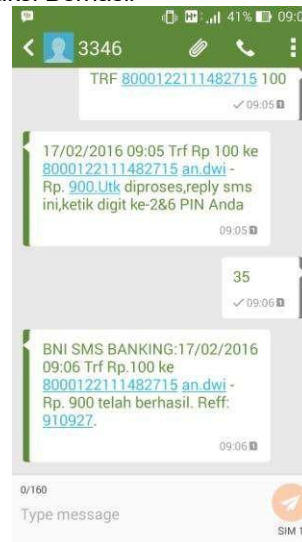 41% 09:0
3346
TRF 8000122111482715 100
09:05
17/02/2016 09:05 Trf Rp 100 ke
8000122111482715 an.dwi -
Rp. 900.Utk diproses,reply sms
ini,ketik digit ke-2&6 PIN Anda
09:05
35
09:06
BNI SMS BANKING:17/02/2016
09:06 Trf Rp.100 ke
8000122111482715 an.dwi -
Rp. 900 telah berhasil. Reff:
910927.
09:06
0/160
Type message
SIM 1